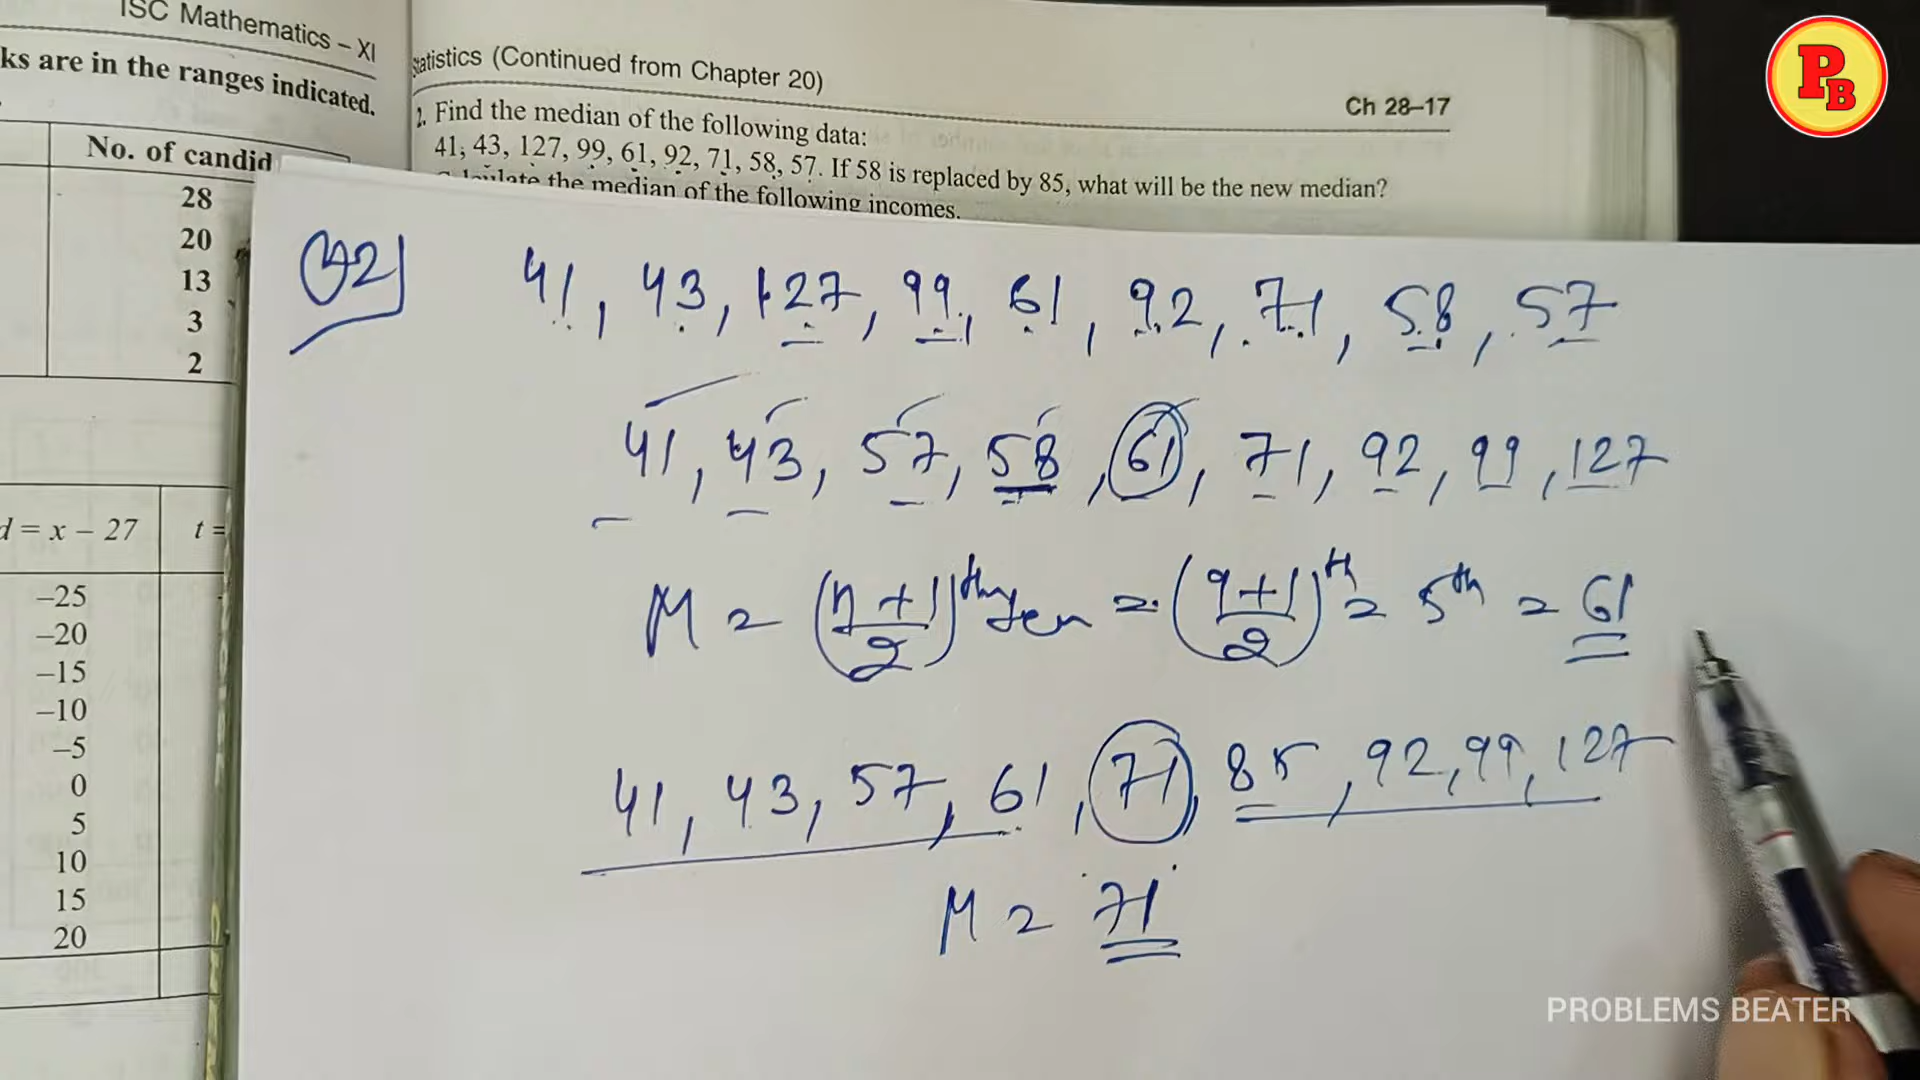 ISC Mathematics – XI
ks are in the ranges indicated.
No. of candid
28
20
13
3
2
d = x – 27 t =
–25
–20
–15
–10
–5
0
5
10
15
20
tatistics (Continued from Chapter 20)
Ch 28–17
2. Find the median of the following data:
41, 43, 127, 99, 61, 92, 71, 58, 57. If 58 is replaced by 85, what will be the new median?
the median of the following incomes.
Q2]
41, 43, 127, 99, 61, 92, 71, 58, 57
41, 43, 57, 58, 61, 71, 92, 99, 127
M = (n+1/2)th term = (9+1/2)th = 5th = 61
41, 43, 57, 61, 71, 85, 92, 99, 127
M = 71
PB
PROBLEMS BEATER